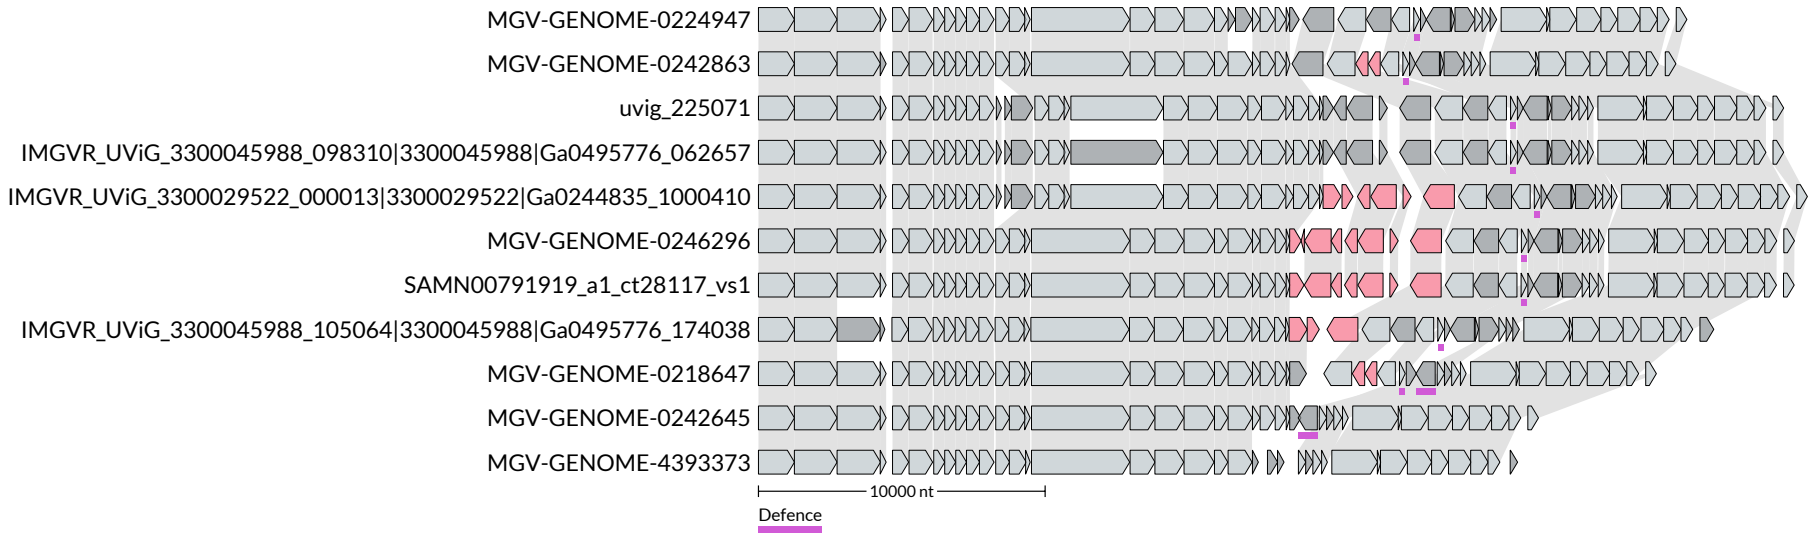 MGV-GENOME-0224947
MGV-GENOME-0242863
uvig_225071
IMGVR_UViG_3300045988_098310|3300045988|Ga0495776_062657
IMGVR_UViG_3300029522_000013|3300029522|Ga0244835_1000410
MGV-GENOME-0246296
SAMN00791919_a1_ct28117_vs1
IMGVR_UViG_3300045988_105064|3300045988|Ga0495776_174038
MGV-GENOME-0218647
MGV-GENOME-0242645
MGV-GENOME-4393373
10000 nt
Defence